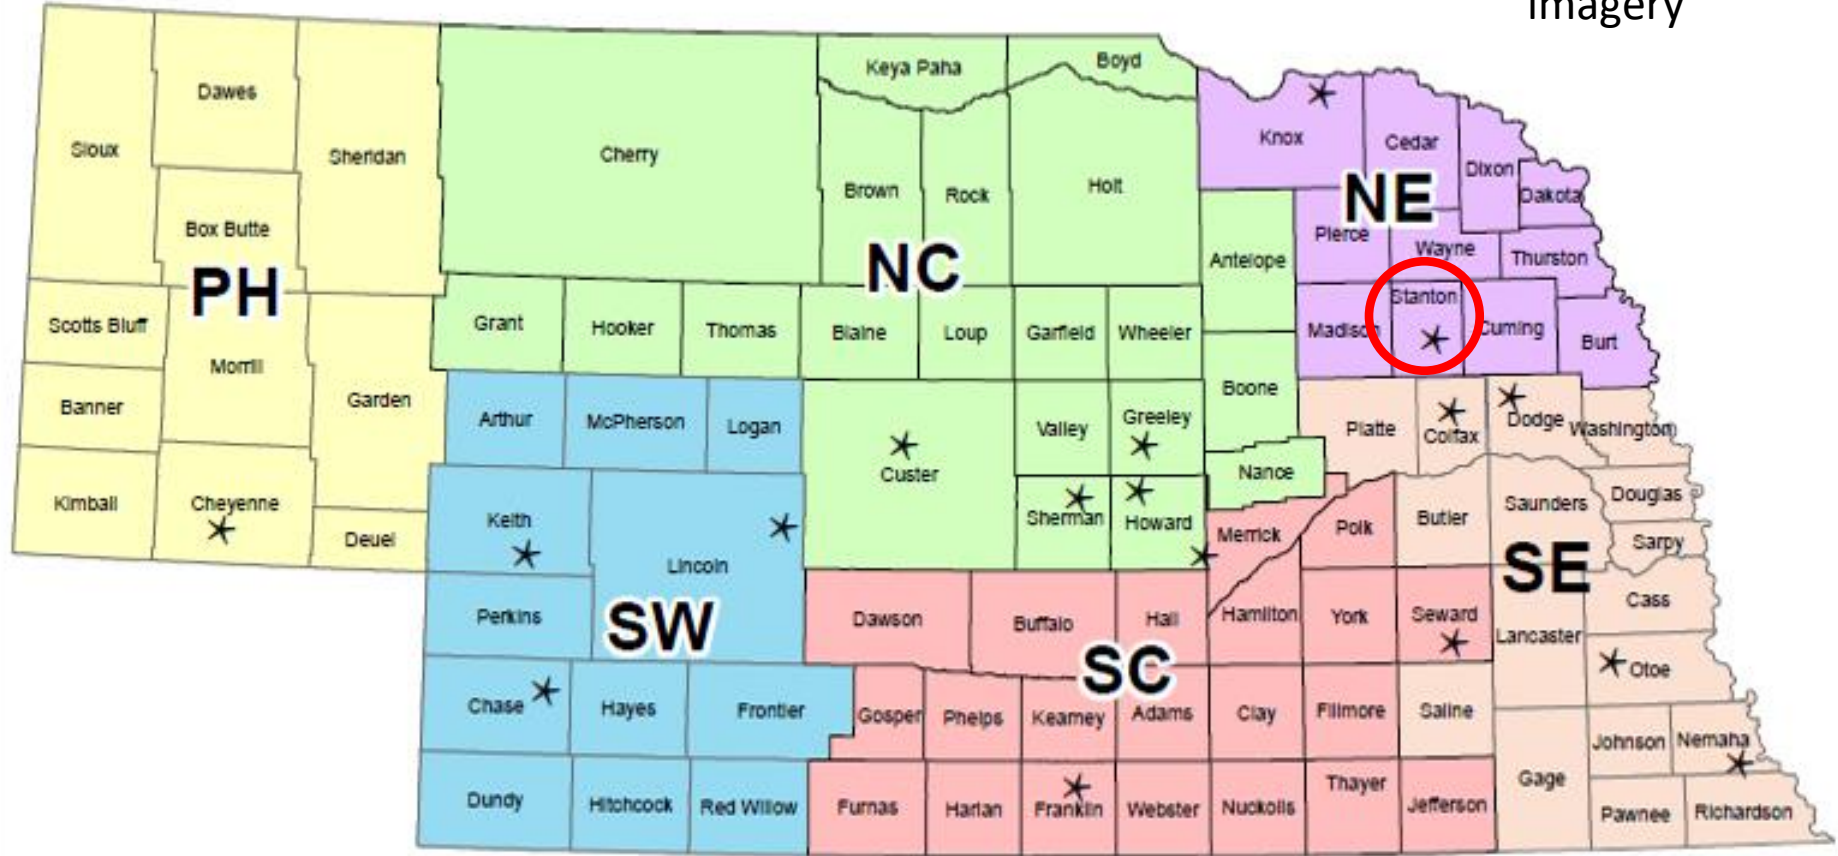 Imagery
Keya Paha
Boyd
Dawes
Sioux
Sheridan
Cherry
Knox
Cedar
Dixon
Dakota
Brown
Rock
Holt
NE
Box Butte
Pierce
Wayne
Thurston
PH
NC
Antelope
Stanton
Scotts Bluff
Grant
Hooker
Thomas
Blaine
Loup
Garfield
Wheeler
Madison
Cuming
Burt
Morrill
Banner
Garden
Arthur
McPherson
Logan
Boone
Valley
Greeley
Platte
Colfax
Dodge
Washington
Custer
Nance
Kimball
Cheyenne
Deuel
Keith
Lincoln
Sherman
Howard
Merrick
Polk
Butler
Saunders
Douglas
Sarpy
SE
Perkins
SW
Dawson
Buffalo
Hall
Hamilton
York
Seward
Lancaster
Cass
SC
Otoe
Chase
Hayes
Frontier
Gosper
Phelps
Kearney
Adams
Clay
Fillmore
Saline
Johnson
Nemaha
Dundy
Hitchcock
Red Willow
Furnas
Harlan
Franklin
Webster
Nuckolls
Thayer
Jefferson
Gage
Pawnee
Richardson